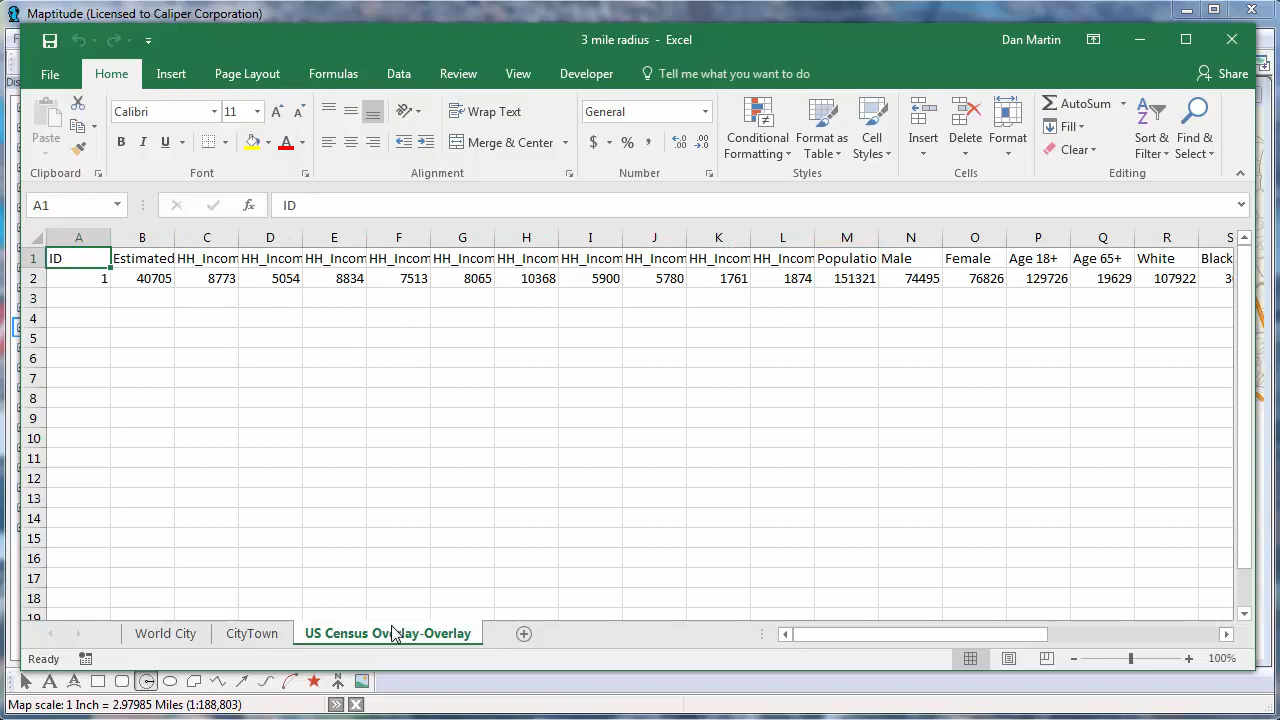 Maptitude (Licensed to Caliper Corporation)
3 mile radius - Excel
Dan Martin
File Home Insert Page Layout Formulas Data Review View Developer Tell me what you want to do Share
Paste
Calibri 11
Wrap Text
General
Conditional Formatting
Format as Table
Cell Styles
Insert
Delete
Format
AutoSum
Fill
Clear
Sort & Filter
Find & Select
B I U
A
Merge & Center
$ % ,
Clipboard Font Alignment Number Styles Cells Editing
A1 fx ID
A B C D E F G H I J K L M N O P Q R S
1 ID Estimated HH_Incom HH_Incom HH_Incom HH_Incom HH_Incom HH_Incom HH_Incom HH_Incom HH_Incom HH_Incom Populatio Male Female Age 18+ Age 65+ White Black
2 1 40705 8773 5054 8834 7513 8065 10368 5900 5780 1761 1874 151321 74495 76826 129726 19629 107922
3
4
5
6
7
8
9
10
11
12
13
14
15
16
17
18
19
World City CityTown US Census Overlay-Overlay
Ready 100%
Map scale: 1 Inch = 2.97985 Miles (1:188,803)